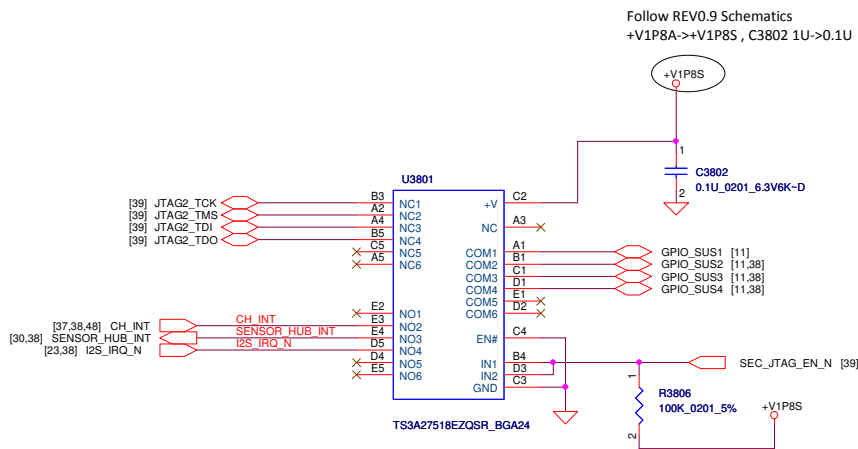 Follow REV0.9 Schematics
+V1P8A->+V1P8S , C3802 1U->0.1U
+V1P8S
1
C3802
0.1U_0201_6.3V6K~D
2
U3801
[39] JTAG2_TCK B3 NC1 +V C2
[39] JTAG2_TMS A2 NC2
[39] JTAG2_TDI A4 NC3 NC A3
[39] JTAG2_TDO B5 NC4
C5 NC5 COM1 A1 GPIO_SUS1 [11]
A5 NC6 COM2 B1 GPIO_SUS2 [11,38]
COM3 C1 GPIO_SUS3 [11,38]
COM4 D1 GPIO_SUS4 [11,38]
COM5 E1
E2 NO1 COM6 D2
[37,38,48] CH_INT CH_INT E3 NO2
[30,38] SENSOR_HUB_INT SENSOR_HUB_INT E4 NO3 EN# C4
[23,38] I2S_IRQ_N I2S_IRQ_N D5 NO4
D4 NO5 IN1 B4 SEC_JTAG_EN_N [39]
E5 NO6 IN2 D3
GND C3
1
R3806
100K_0201_5%
2
+V1P8S
TS3A27518EZQSR_BGA24